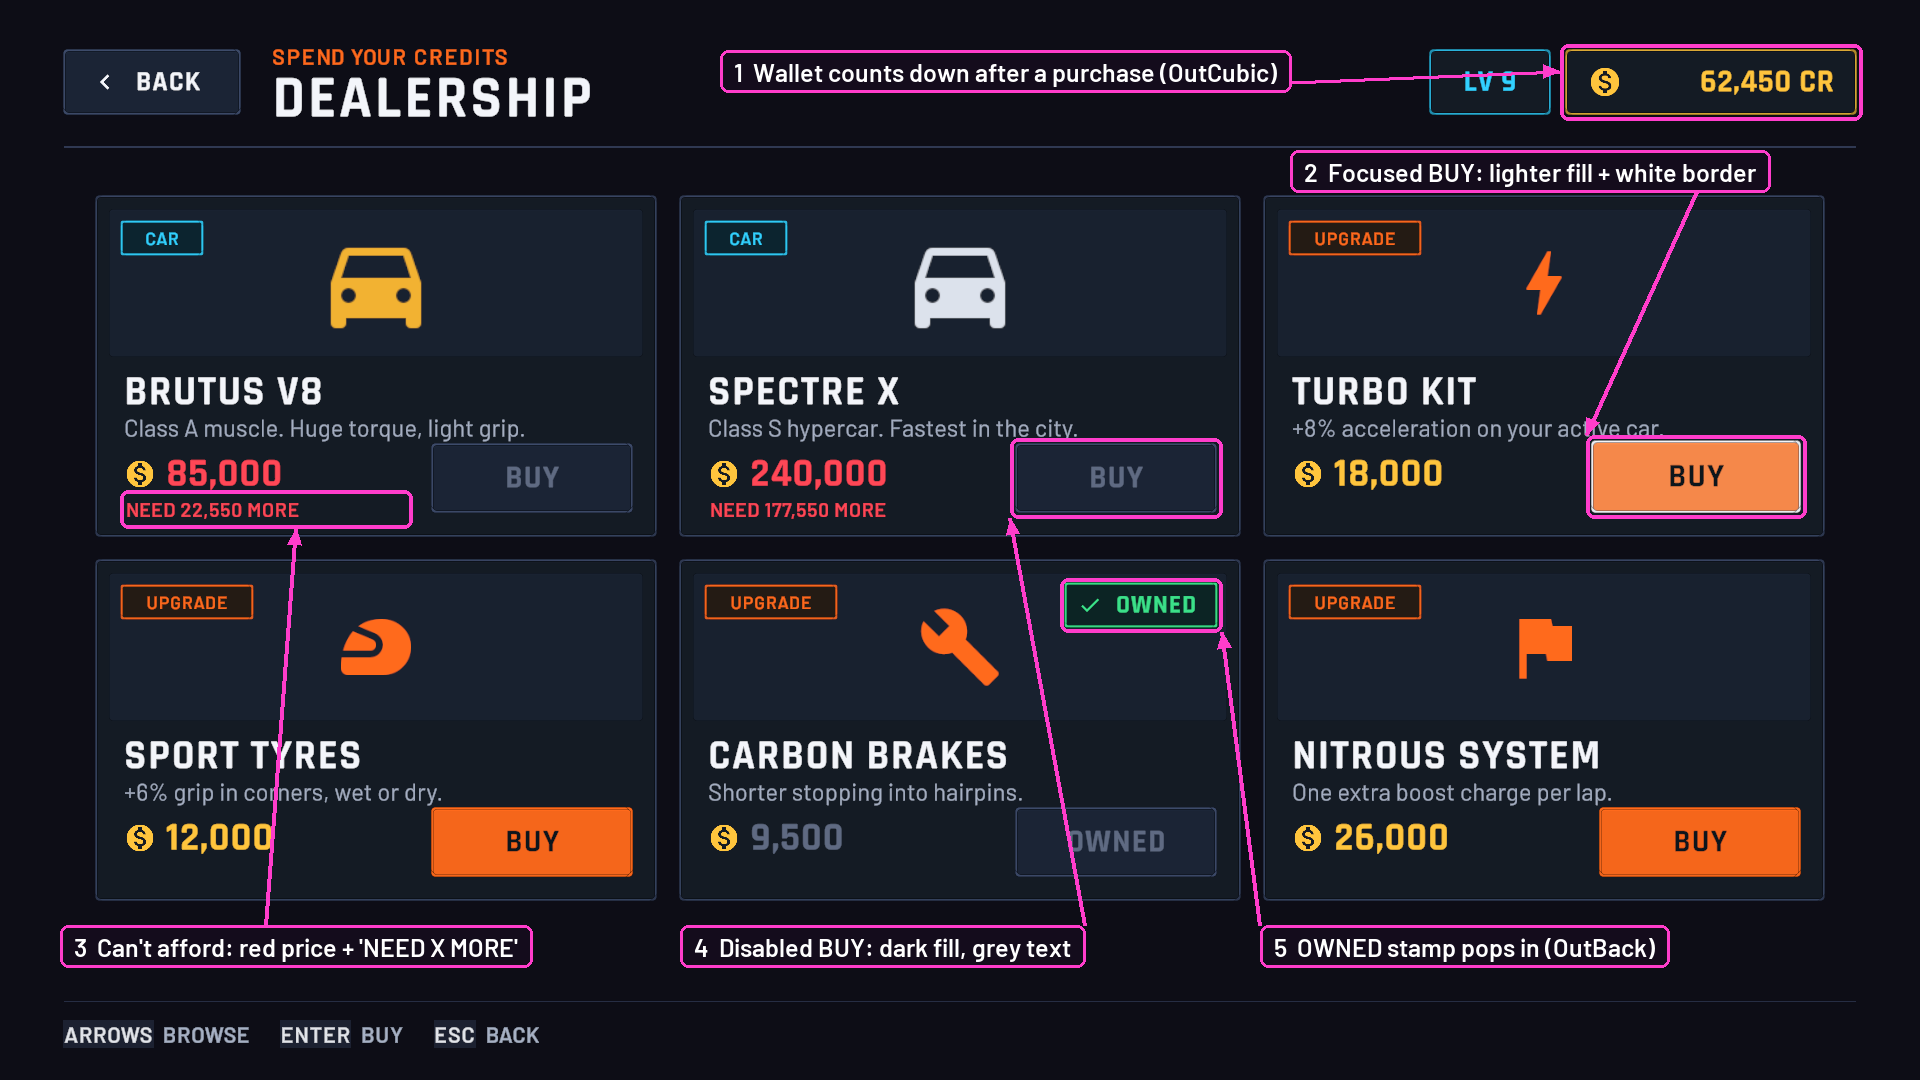 BACK
SPEND YOUR CREDITS
DEALERSHIP
1 Wallet counts down after a purchase (OutCubic)
LV 9
62,450 CR
2 Focused BUY: lighter fill + white border
CAR
BRUTUS V8
Class A muscle. Huge torque, light grip.
85,000
NEED 22,550 MORE
BUY
CAR
SPECTRE X
Class S hypercar. Fastest in the city.
240,000
NEED 177,550 MORE
BUY
UPGRADE
TURBO KIT
+8% acceleration on your active car.
18,000
BUY
UPGRADE
SPORT TYRES
+6% grip in corners, wet or dry.
12,000
BUY
UPGRADE
OWNED
CARBON BRAKES
Shorter stopping into hairpins.
9,500
OWNED
UPGRADE
NITROUS SYSTEM
One extra boost charge per lap.
26,000
BUY
3 Can't afford: red price + 'NEED X MORE'
4 Disabled BUY: dark fill, grey text
5 OWNED stamp pops in (OutBack)
ARROWS BROWSE ENTER BUY ESC BACK